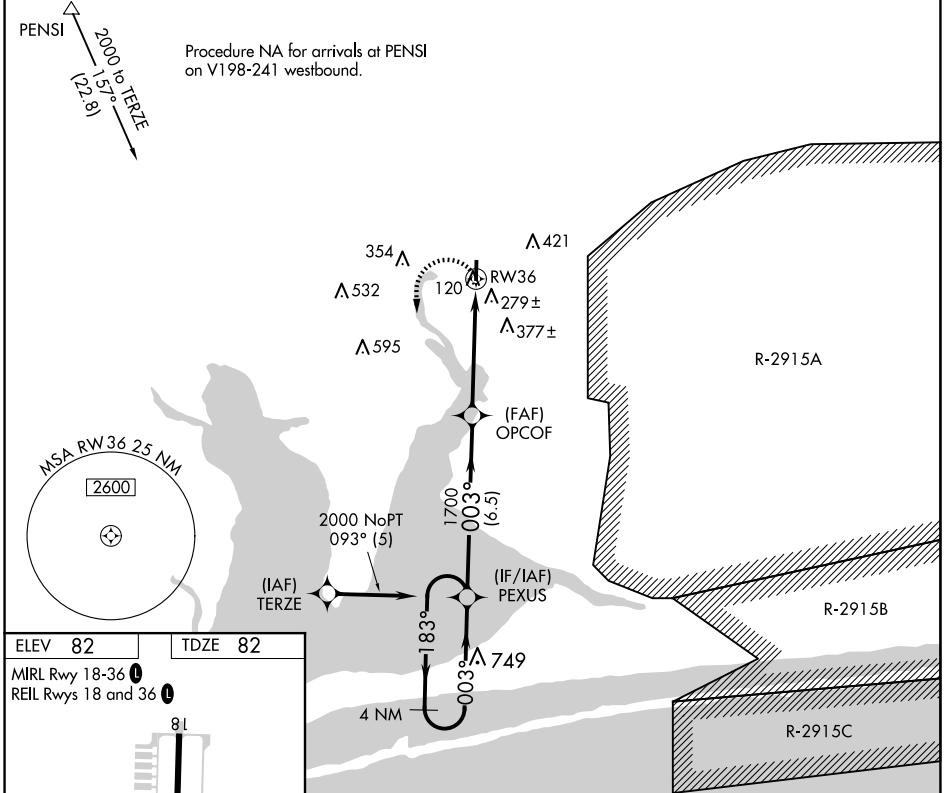 PENSI
2000 to TERZE
157°
(22.8)
Procedure NA for arrivals at PENSI
on V198-241 westbound.
354
421
532
120
RW36
279±
377±
595
R-2915A
(FAF)
OPCOF
MSA RW36 25 NM
2600
1700
003°
(6.5)
2000 NoPT
093° (5)
(IAF)
TERZE
(IF/IAF)
PEXUS
183°
003°
749
4 NM
R-2915B
R-2915C
ELEV 82
TDZE 82
MIRL Rwy 18-36 L
REIL Rwys 18 and 36 L
18